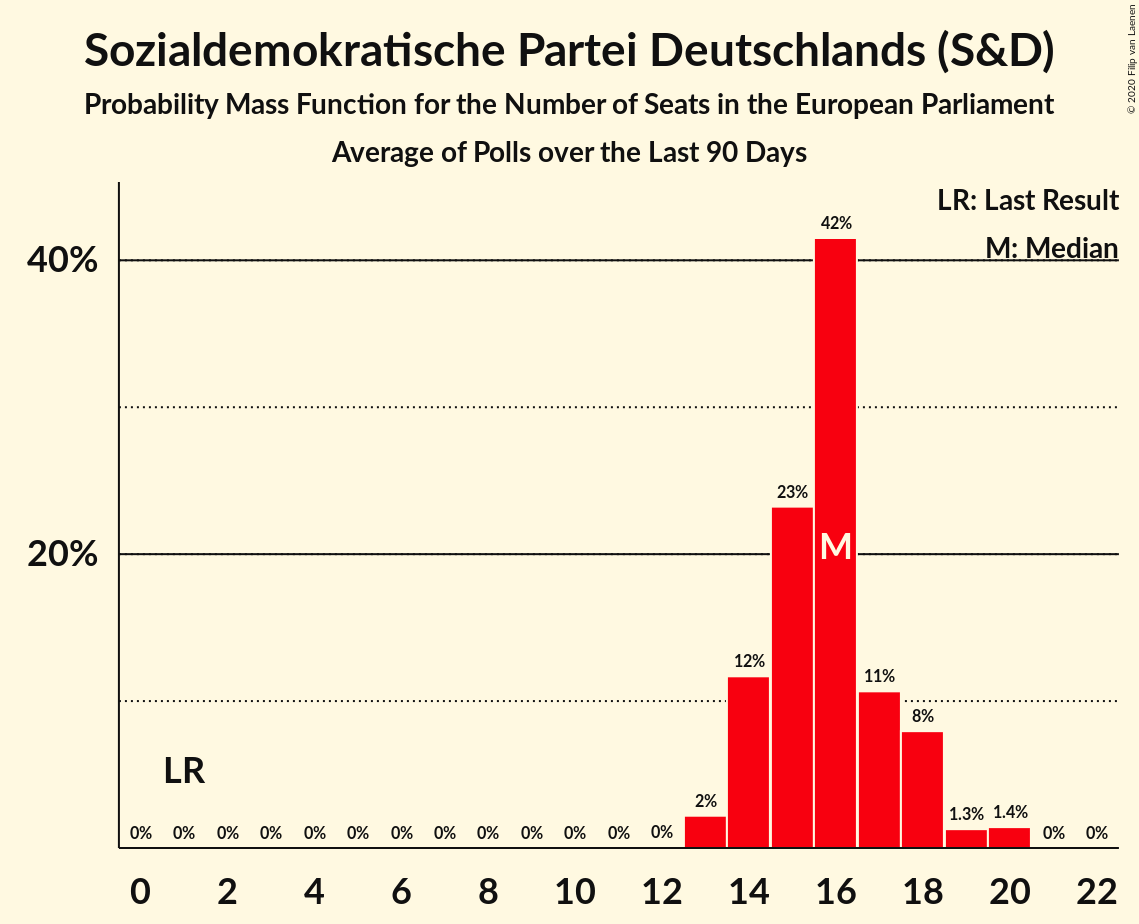 Sozialdemokratische Partei Deutschlands (S&D)
Probability Mass Function for the Number of Seats in the European Parliament
Average of Polls over the Last 90 Days
© 2020 Filip van Laenen
LR: Last Result
M: Median
40%
20%
42%
23%
M
12%
11%
8%
LR
2%
1.3%
1.4%
0% 0% 0% 0% 0% 0% 0% 0% 0% 0% 0% 0% 0% 0% 0%
0 2 4 6 8 10 12 14 16 18 20 22